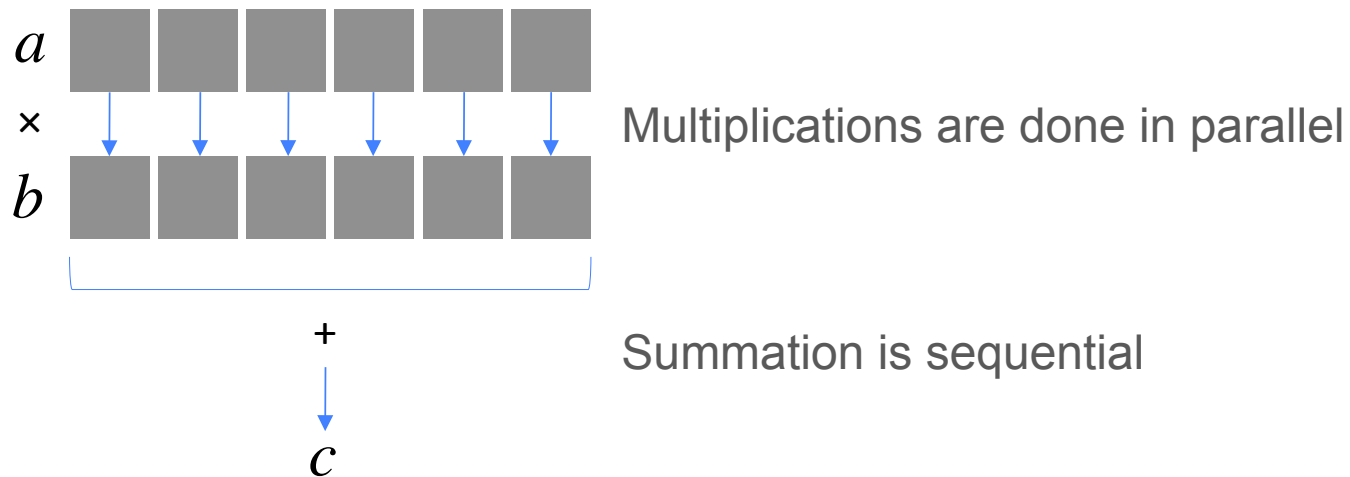 a
×
Multiplications are done in parallel
b
+
Summation is sequential
c